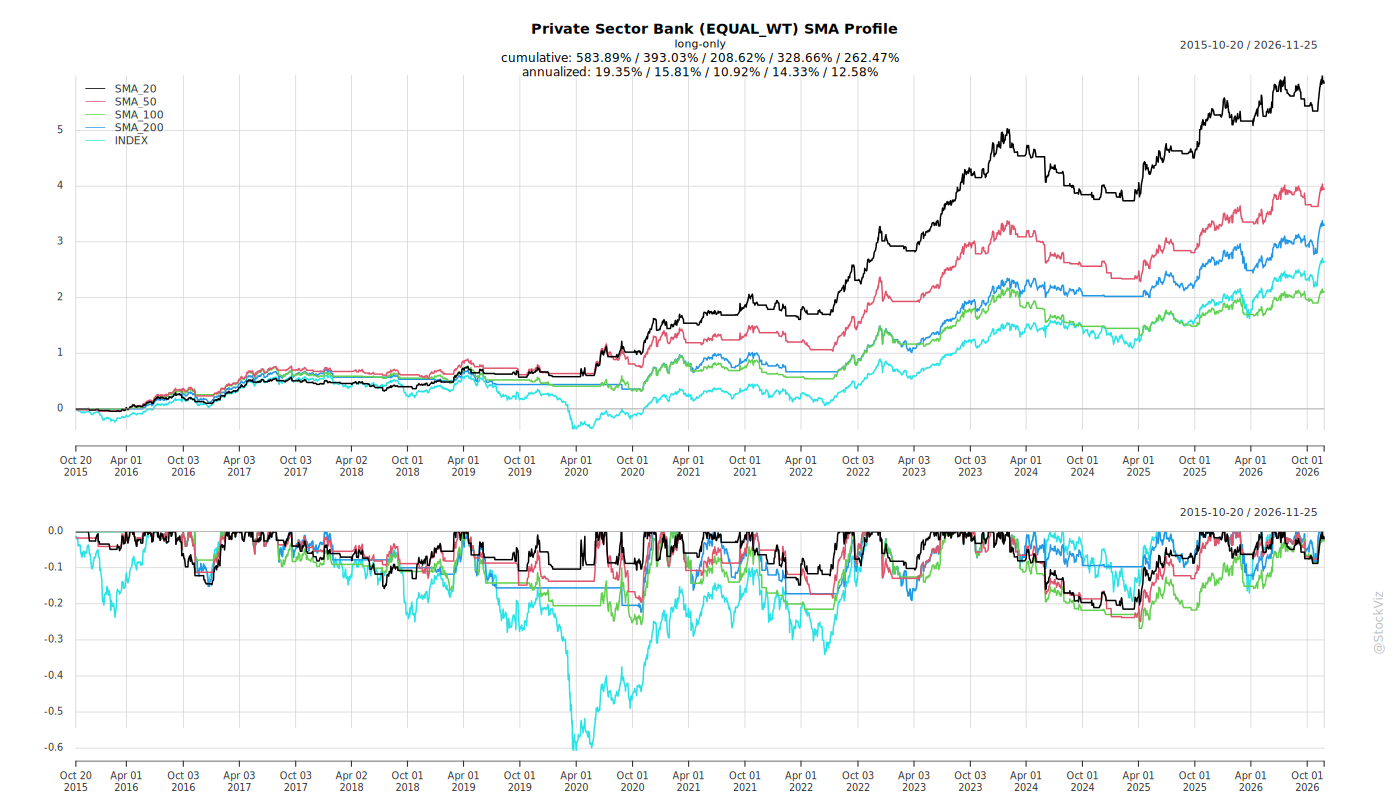 Private Sector Bank (EQUAL_WT) SMA Profile
long-only
2015-10-20 / 2026-11-25
cumulative: 583.89% / 393.03% / 208.62% / 328.66% / 262.47%
annualized: 19.35% / 15.81% / 10.92% / 14.33% / 12.58%
SMA_20
SMA_50
SMA_100
SMA_200
INDEX
5
4
3
2
1
0
Oct 20 Apr 01 Oct 03 Apr 03 Oct 03 Apr 02 Oct 01 Apr 01 Oct 01 Apr 01 Oct 01 Apr 01 Oct 01 Apr 01 Oct 03 Apr 03 Oct 03 Apr 01 Oct 01 Apr 01 Oct 01 Apr 01 Oct 01
2015 2016 2016 2017 2017 2018 2018 2019 2019 2020 2020 2021 2021 2022 2022 2023 2023 2024 2024 2025 2025 2026 2026
2015-10-20 / 2026-11-25
0.0
-0.1
-0.2
-0.3
-0.4
-0.5
-0.6
Oct 20 Apr 01 Oct 03 Apr 03 Oct 03 Apr 02 Oct 01 Apr 01 Oct 01 Apr 01 Oct 01 Apr 01 Oct 01 Apr 01 Oct 03 Apr 03 Oct 03 Apr 01 Oct 01 Apr 01 Oct 01 Apr 01 Oct 01
2015 2016 2016 2017 2017 2018 2018 2019 2019 2020 2020 2021 2021 2022 2022 2023 2023 2024 2024 2025 2025 2026 2026
@StockViz